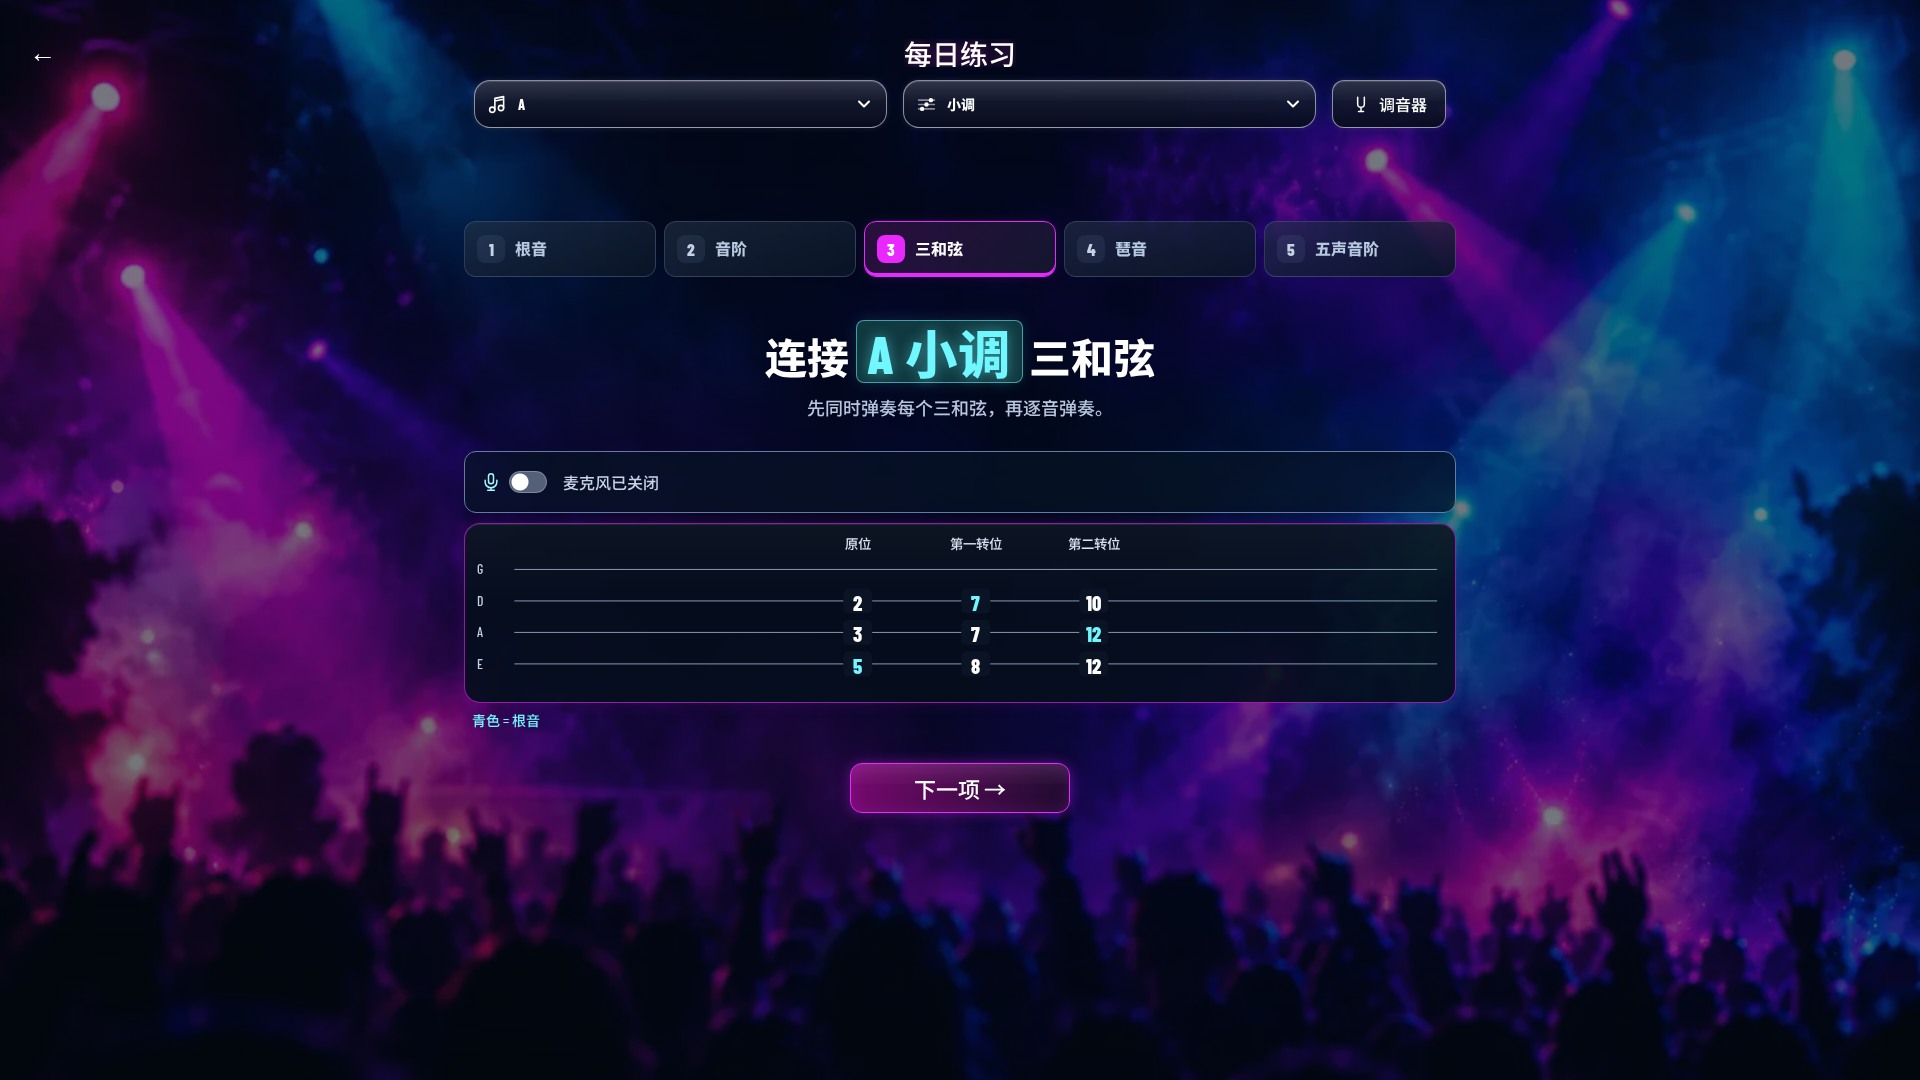 ←
每日练习
A
小调
调音器
1 根音
2 音阶
3 三和弦
4 琶音
5 五声音阶
连接 A 小调 三和弦
先同时弹奏每个三和弦，再逐音弹奏。
麦克风已关闭
原位 第一转位 第二转位
G
D 2 7 10
A 3 7 12
E 5 8 12
青色 = 根音
下一项 →